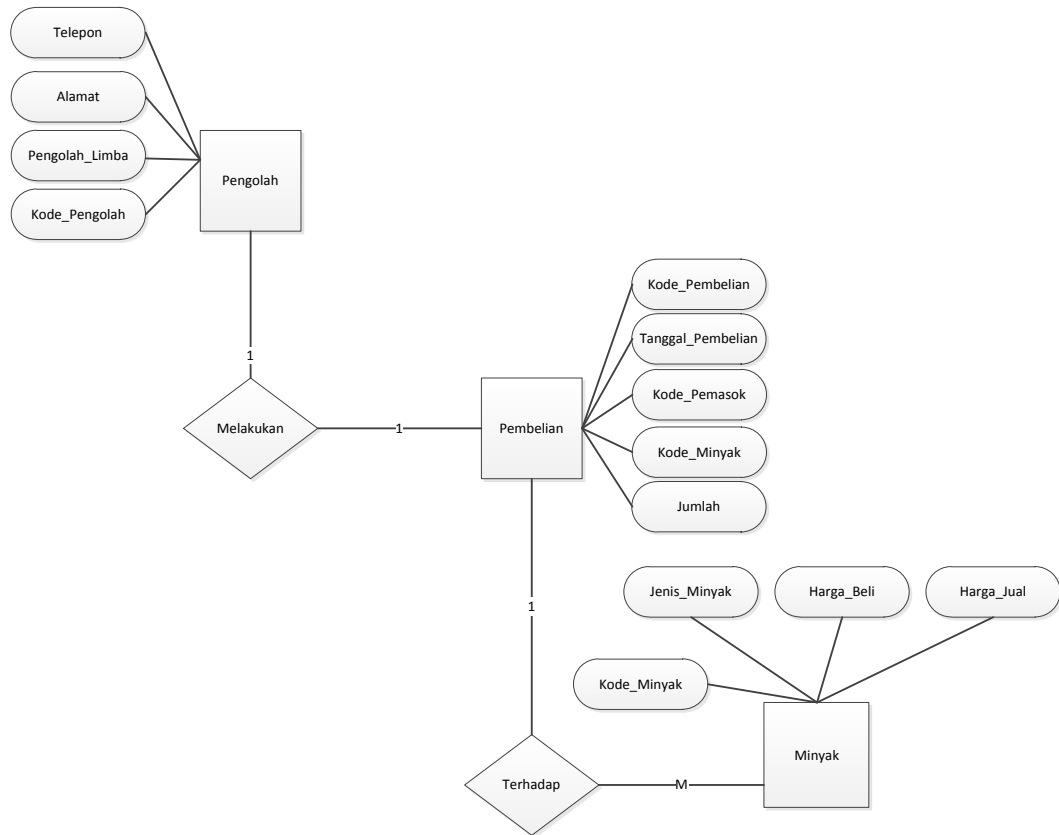 Telepon
Alamat
Pengolah_Limba
Kode_Pengolah
Pengolah
1
Melakukan
1
Pembelian
Kode_Pembelian
Tanggal_Pembelian
Kode_Pemasok
Kode_Minyak
Jumlah
1
Jenis_Minyak
Harga_Beli
Harga_Jual
Kode_Minyak
Minyak
Terhadap
M